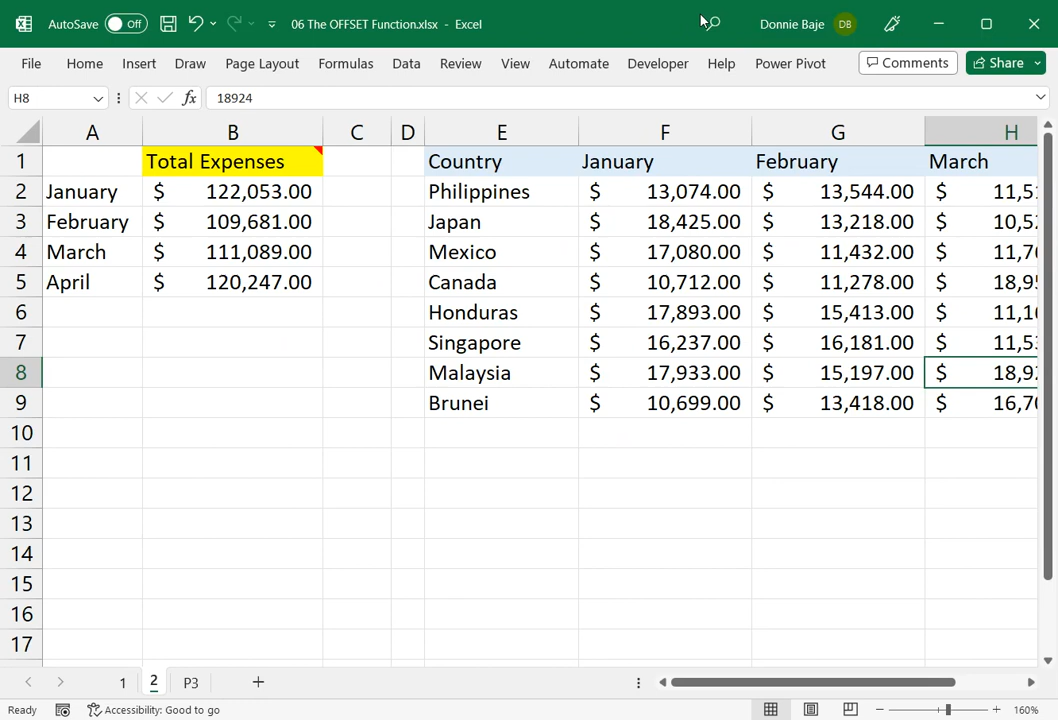 AutoSave Off 06 The OFFSET Function.xlsx - Excel Donnie Baje DB
File Home Insert Draw Page Layout Formulas Data Review View Insert Automate Developer Help Power Pivot Comments Share
H8 fx 18924
A B C D E F G H
1 Total Expenses Country January February March
2 January $ 122,053.00 Philippines $ 13,074.00 $ 13,544.00 $
3 February $ 109,681.00 Japan $ 18,425.00 $ 13,218.00 $
4 March $ 111,089.00 Mexico $ 17,080.00 $ 11,432.00 $
5 April $ 120,247.00 Canada $ 10,712.00 $ 11,278.00 $
6 Honduras $ 17,893.00 $ 15,413.00 $
7 Singapore $ 16,237.00 $ 16,181.00 $
8 Malaysia $ 17,933.00 $ 15,197.00 $
9 Brunei $ 10,699.00 $ 13,418.00 $
10
11
12
13
14
15
16
17
1 2 P3
Ready Accessibility: Good to go 160%